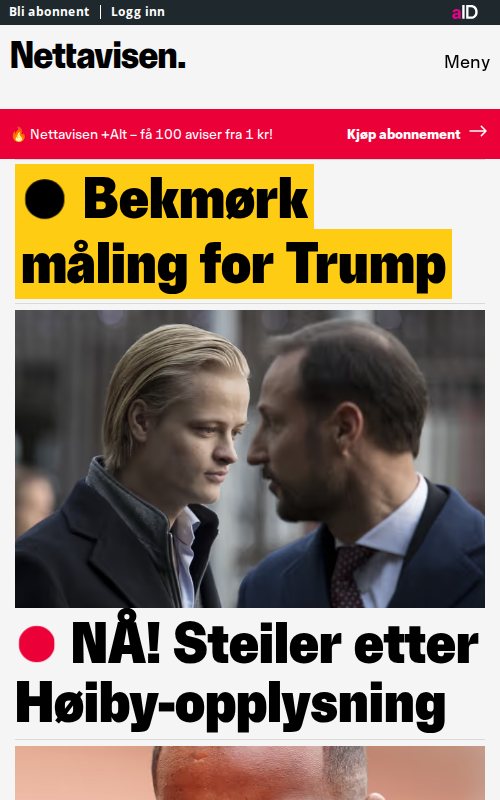 Bli abonnent | Logg inn
aID
Nettavisen.
Meny
🔥 Nettavisen +Alt – få 100 aviser fra 1 kr!
Kjøp abonnement →
Bekmørk
måling for Trump
NÅ! Steiler etter
Høiby-opplysning